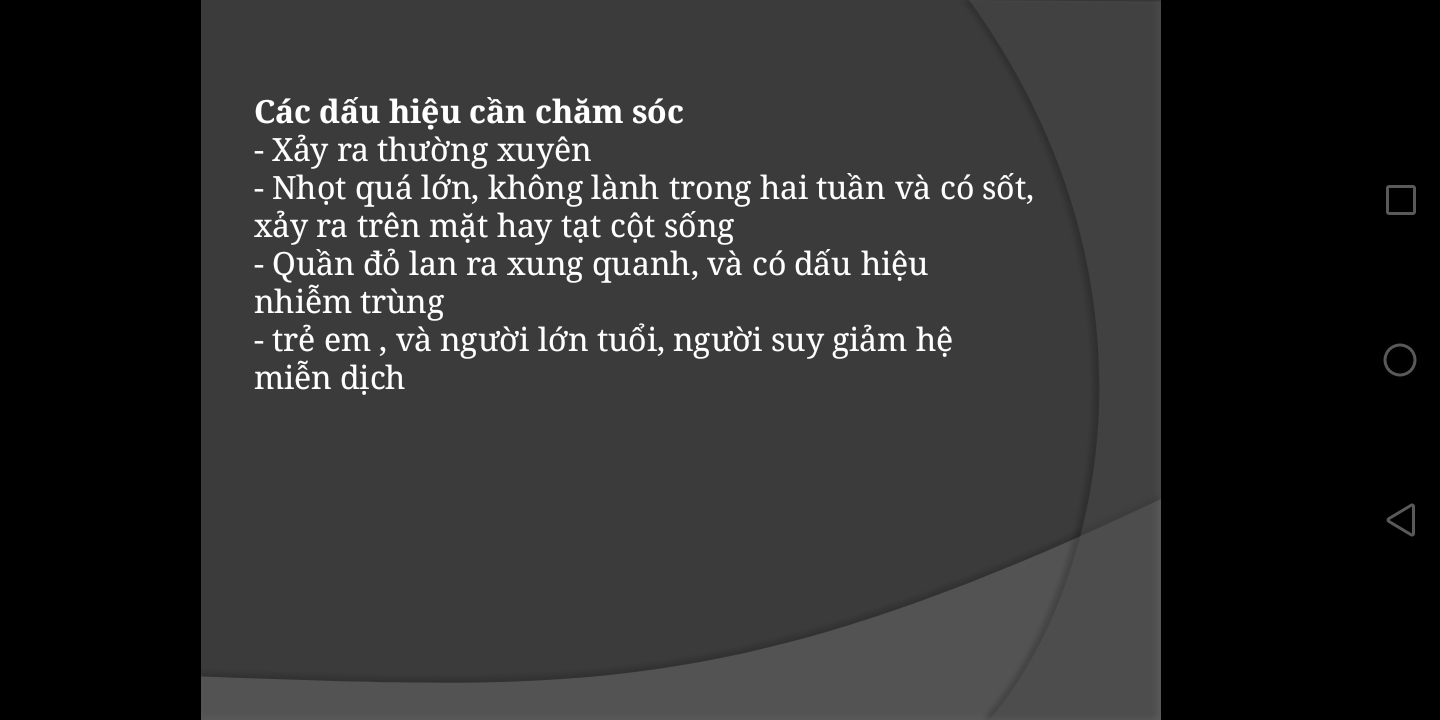 Các dấu hiệu cần chăm sóc
- Xảy ra thường xuyên
- Nhọt quá lớn, không lành trong hai tuần và có sốt,
xảy ra trên mặt hay tạt cột sống
- Quần đỏ lan ra xung quanh, và có dấu hiệu
nhiễm trùng
- trẻ em , và người lớn tuổi, người suy giảm hệ
miễn dịch